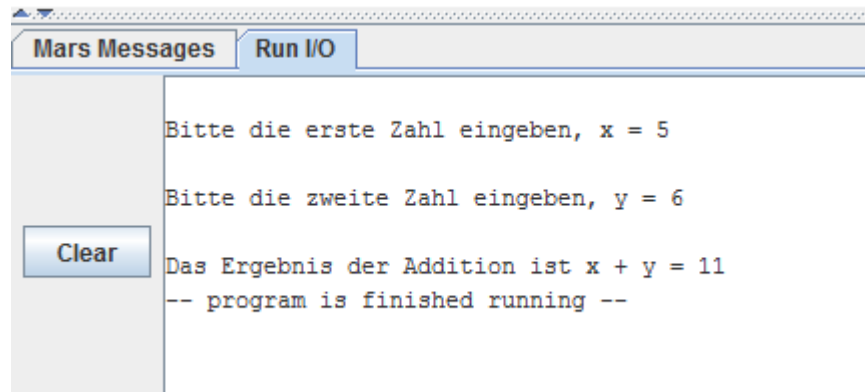 Mars Messages Run I/O
Bitte die erste Zahl eingeben, x = 5
Bitte die zweite Zahl eingeben, y = 6
Clear
Das Ergebnis der Addition ist x + y = 11
-- program is finished running --